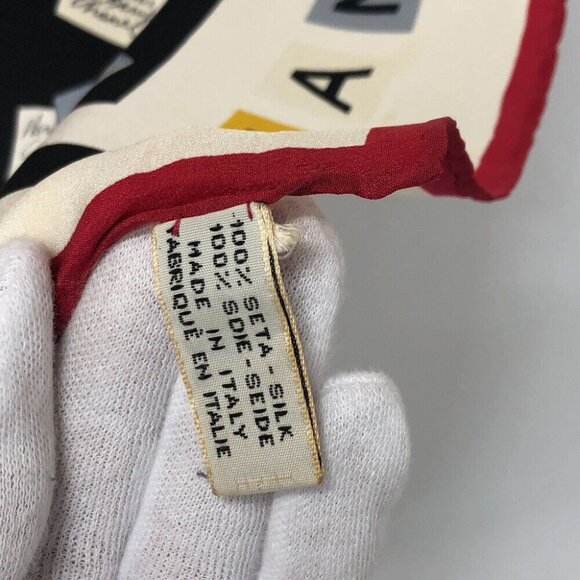 100% SETA - SILK
100% SOIE - SEIDE
MADE IN ITALY
FABRIQUÉ EN ITALIE
A